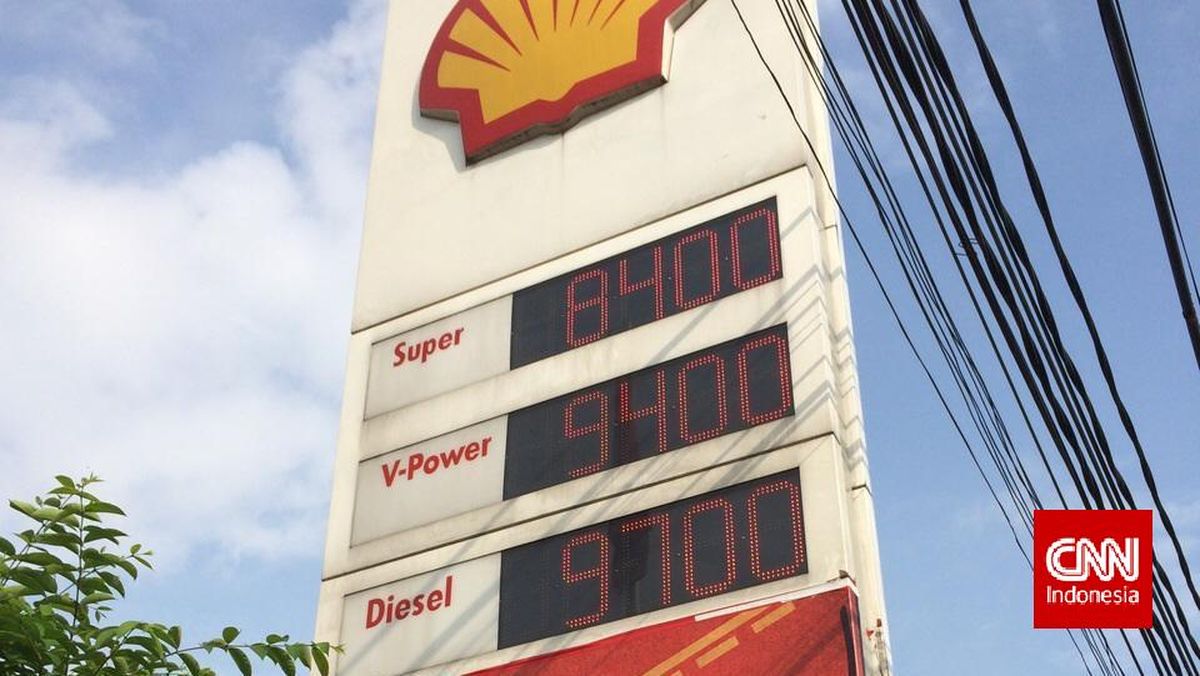 Super 8400
V-Power 9400
Diesel 9700
CNN
Indonesia